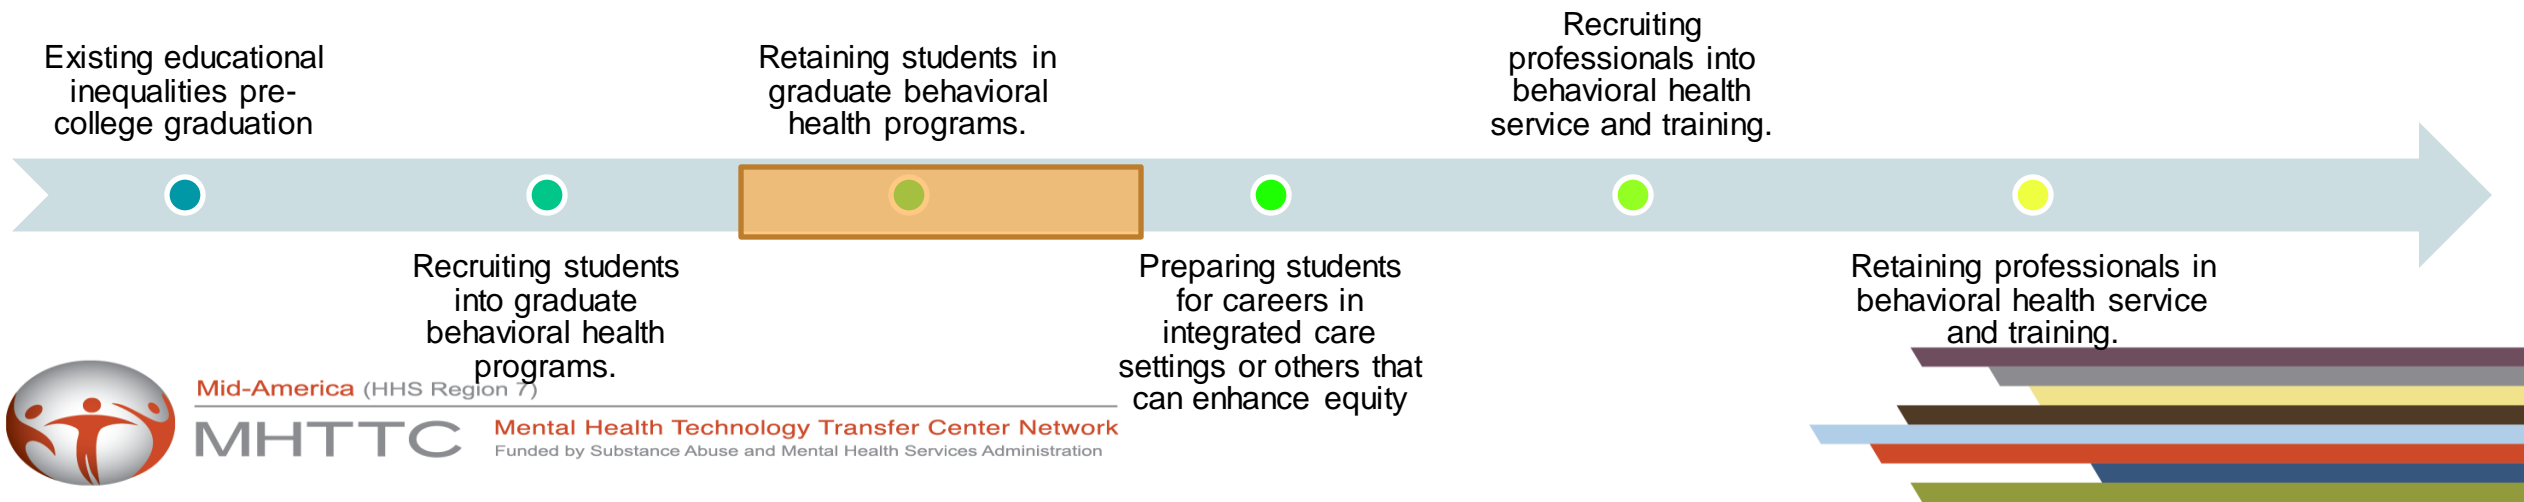 Existing educational
inequalities pre-
college graduation
Recruiting students
into graduate
behavioral health
programs.
Retaining students in
graduate behavioral
health programs.
Preparing students
for careers in
integrated care
settings or others that
can enhance equity
Recruiting
professionals into
behavioral health
service and training.
Retaining professionals in
behavioral health service
and training.
Mid-America (HHS Region 7)
MHTTC
Mental Health Technology Transfer Center Network
Funded by Substance Abuse and Mental Health Services Administration